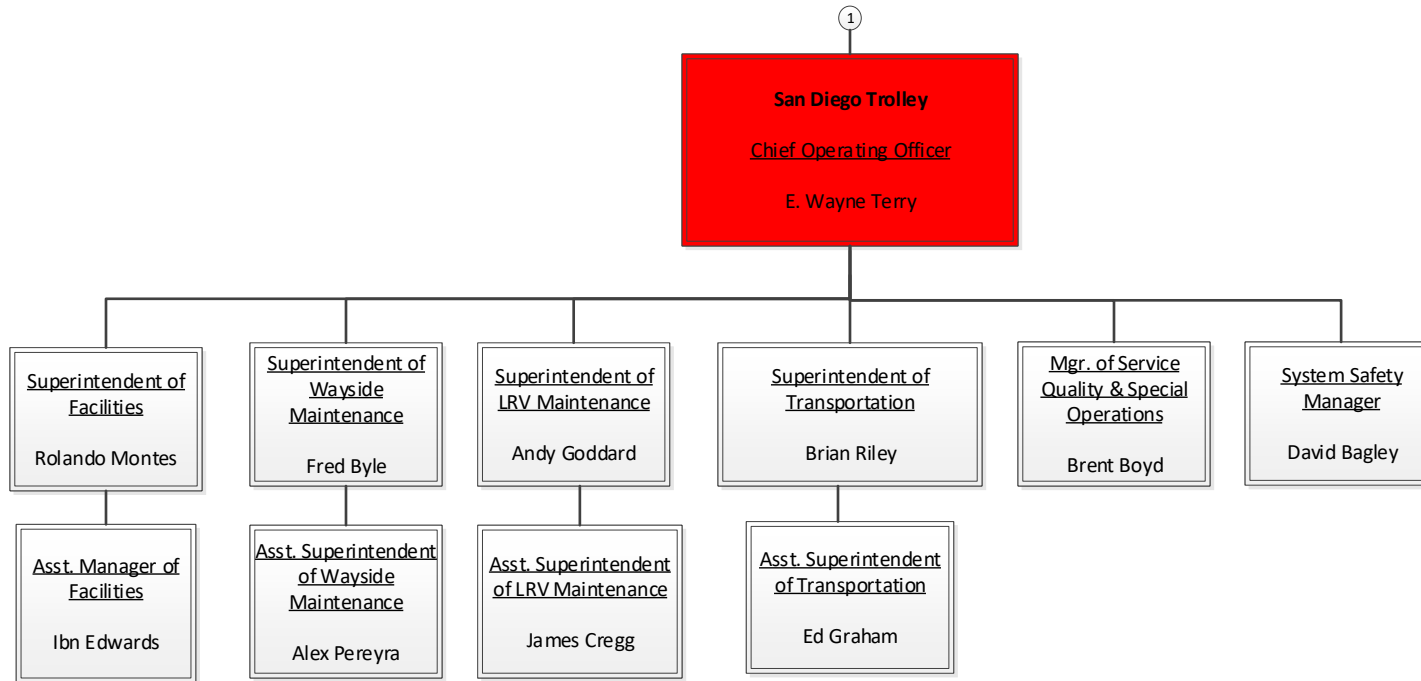 1
San Diego Trolley
Chief Operating Officer
E. Wayne Terry
Superintendent of
Facilities
Rolando Montes
Superintendent of
Wayside
Maintenance
Fred Byle
Superintendent of
LRV Maintenance
Andy Goddard
Superintendent of
Transportation
Brian Riley
Mgr. of Service
Quality & Special
Operations
Brent Boyd
System Safety
Manager
David Bagley
Asst. Manager of
Facilities
Ibn Edwards
Asst. Superintendent
of Wayside
Maintenance
Alex Pereyra
Asst. Superintendent
of LRV Maintenance
James Cregg
Asst. Superintendent
of Transportation
Ed Graham